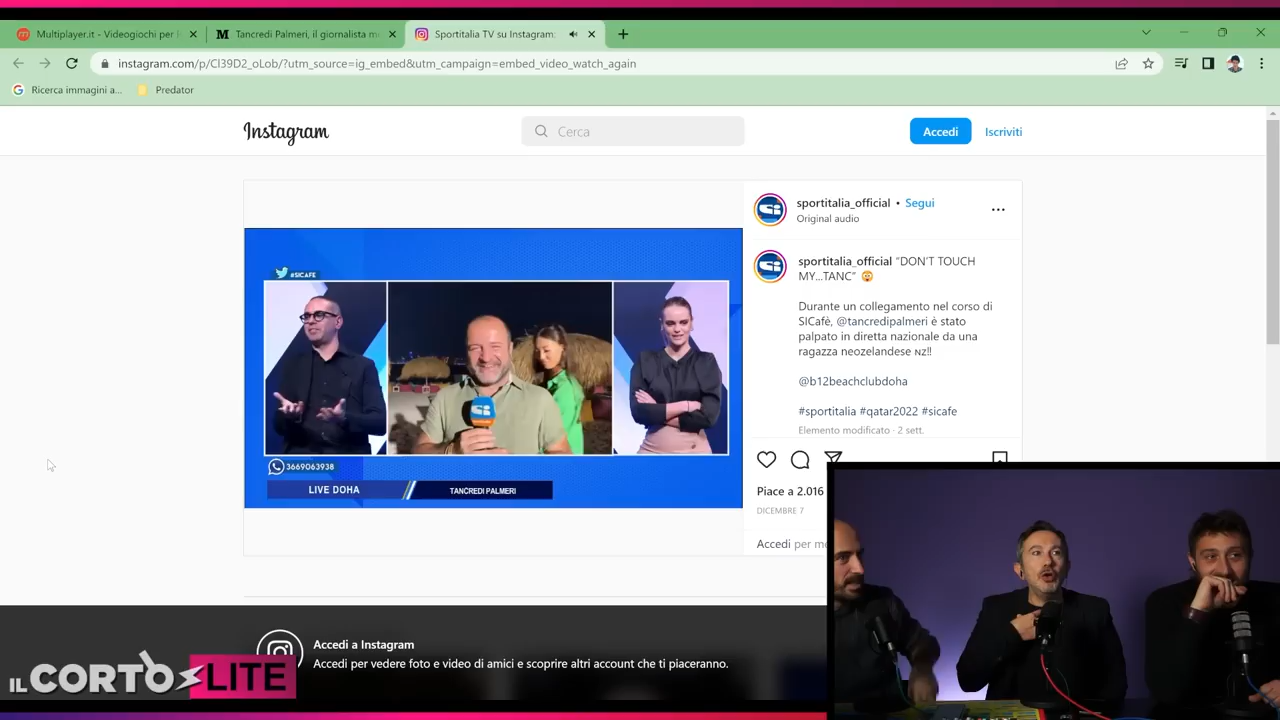 Multiplayer.it - Videogiochi per
Tancredi Palmeri, il giornalista m
Sportitalia TV su Instagram:
instagram.com/p/Cl39D2_oLob/?utm_source=ig_embed&utm_campaign=embed_video_watch_again
Ricerca immagini a...
Predator
Instagram
Cerca
Accedi
Iscriviti
sportitalia_official • Segui
Original audio
sportitalia_official “DON'T TOUCH
MY...TANC” 😱
Durante un collegamento nel corso di
SICafè, @tancredipalmeri è stato
palpato in diretta nazionale da una
ragazza neozelandese ɴᴢ!!
@b12beachclubdoha
#sportitalia #qatar2022 #sicafe
Elemento modificato · 2 sett.
#SICAFE
3669063938
LIVE DOHA
TANCREDI PALMERI
Piace a 2.016
DICEMBRE 7
Accedi per me
Accedi a Instagram
Accedi per vedere foto e video di amici e scoprire altri account che ti piaceranno.
IL CORTÒ LITE